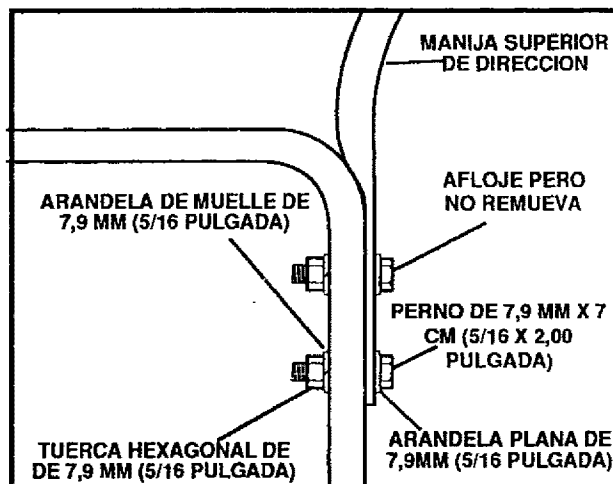 MANIJA SUPERIOR
DE DIRECCION
AFLOJE PERO
NO REMUEVA
ARANDELA DE MUELLE DE
7,9 MM (5/16 PULGADA)
PERNO DE 7,9 MM X 7
CM (5/16 X 2,00
PULGADA)
TUERCA HEXAGONAL DE
DE 7,9 MM (5/16 PULGADA)
ARANDELA PLANA DE
7,9MM (5/16 PULGADA)